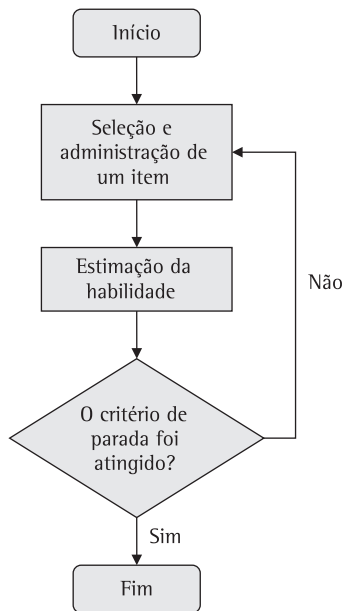 Início
Seleção e
administração de
um item
Estimação da
habilidade
Não
O critério de
parada foi
atingido?
Sim
Fim